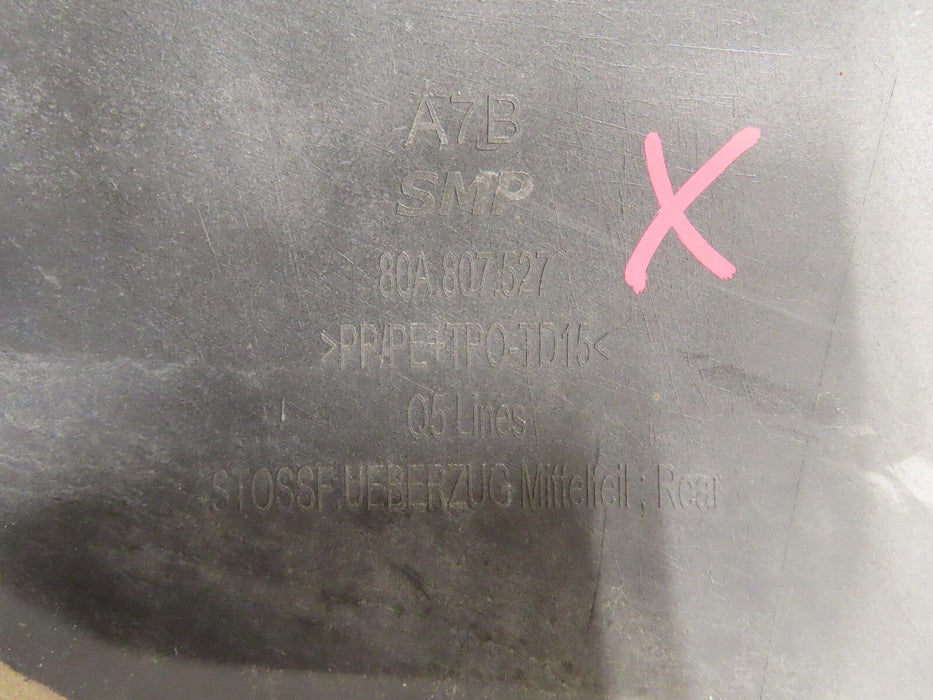 A7B
SMP
80A.807.527
>PP/PE+TPO-TD15<
Q5 Lines
STOSSF.UEBERZUG Mittelteil ; Rear
X